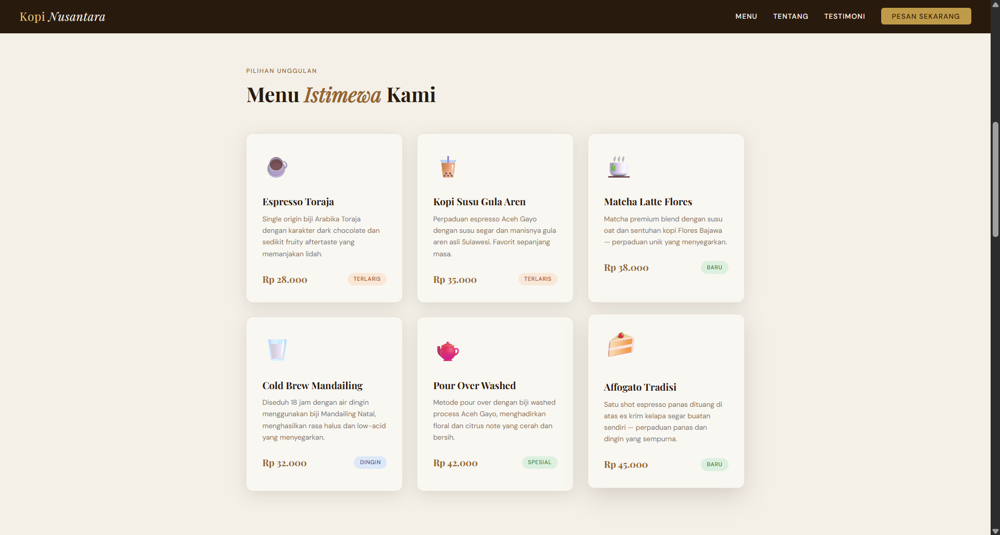 Kopi Nusantara
MENU
TENTANG
TESTIMONI
PESAN SEKARANG
PILIHAN UNGGULAN
Menu Istimewa Kami
Espresso Toraja
Single origin biji Arabika Toraja
dengan karakter dark chocolate dan
sedikit fruity aftertaste yang
memanjakan lidah.
Rp 28.000
TERLARIS
Kopi Susu Gula Aren
Perpaduan espresso Aceh Gayo
dengan susu segar dan manisnya gula
aren asli Sulawesi. Favorit sepanjang
masa.
Rp 35.000
TERLARIS
Matcha Latte Flores
Matcha premium blend dengan susu
oat dan sentuhan kopi Flores Bajawa
— perpaduan unik yang menyegarkan.
Rp 38.000
BARU
Cold Brew Mandailing
Diseduh 18 jam dengan air dingin
menggunakan biji Mandailing Natal,
menghasilkan rasa halus dan low-acid
yang menyegarkan.
Rp 32.000
DINGIN
Pour Over Washed
Metode pour over dengan biji washed
process Aceh Gayo, menghadirkan
floral dan citrus note yang cerah dan
bersih.
Rp 42.000
SPESIAL
Affogato Tradisi
Satu shot espresso panas dituang di
atas es krim kelapa segar buatan
sendiri — perpaduan panas dan
dingin yang sempurna.
Rp 45.000
BARU